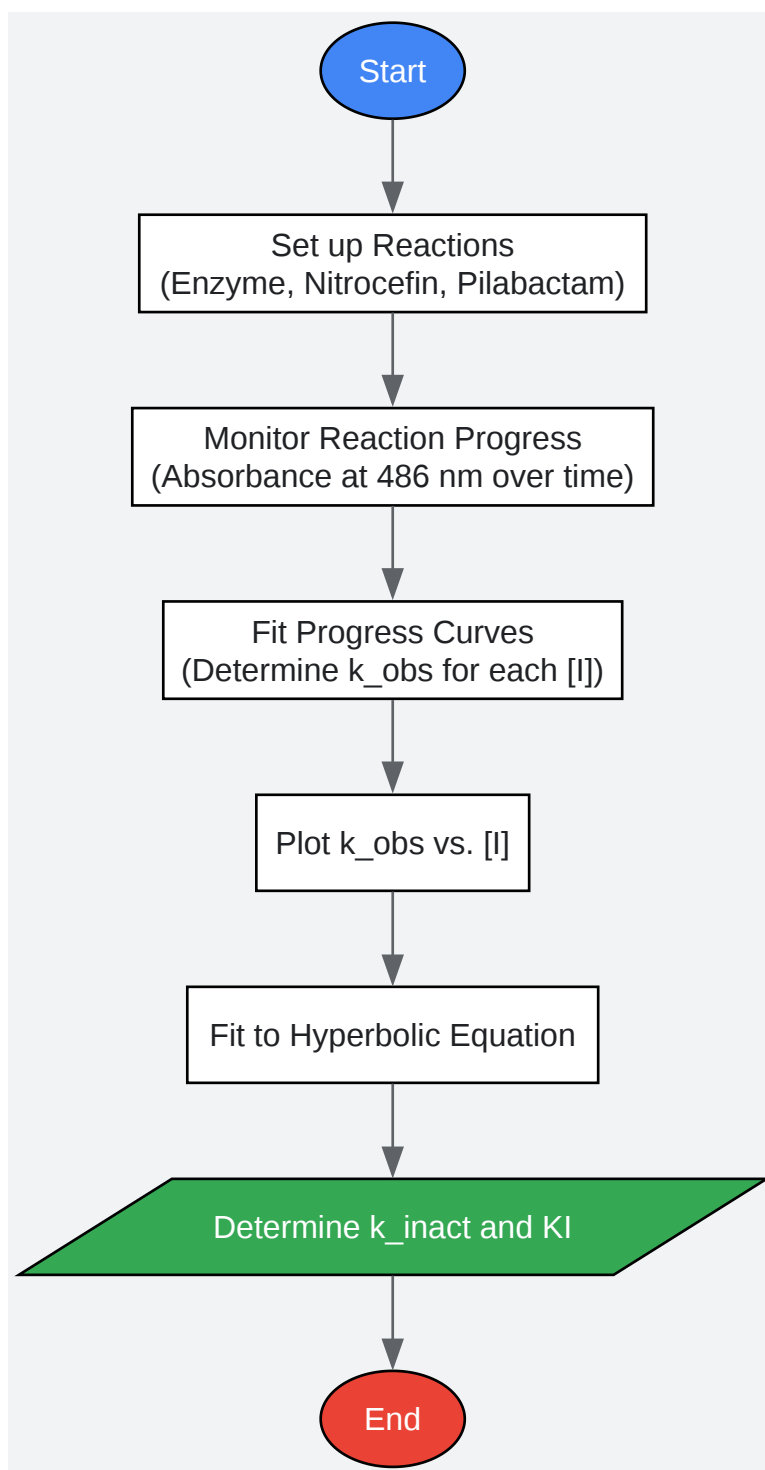 Start
Set up Reactions
(Enzyme, Nitrocefin, Pilabactam)
Monitor Reaction Progress
(Absorbance at 486 nm over time)
Fit Progress Curves
(Determine k_obs for each [I])
Plot k_obs vs. [I]
Fit to Hyperbolic Equation
Determine k_inact and KI
End